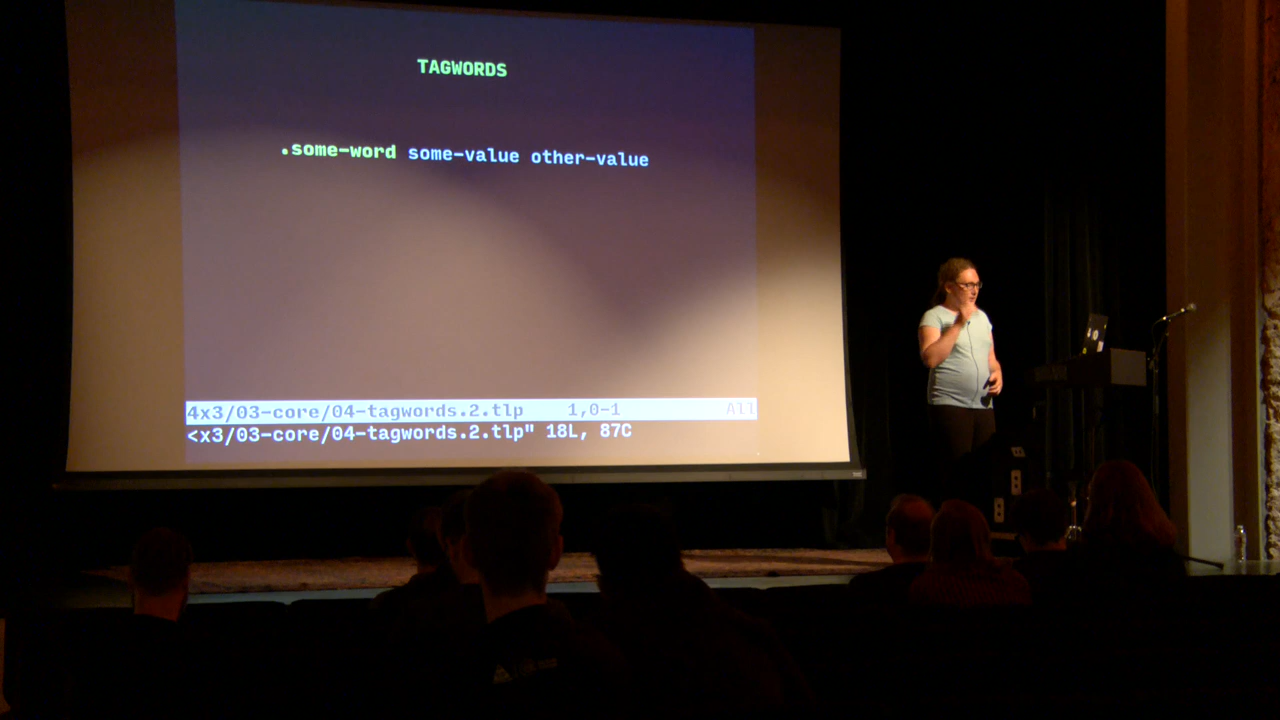 TAGWORDS
.some-word some-value other-value
4x3/03-core/04-tagwords.2.tlp 1,0-1 All
<x3/03-core/04-tagwords.2.tlp" 18L, 87C